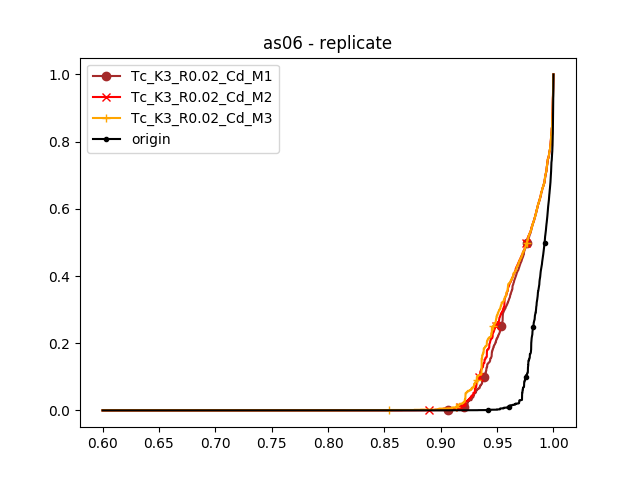 as06 - replicate
Tc_K3_R0.02_Cd_M1
Tc_K3_R0.02_Cd_M2
Tc_K3_R0.02_Cd_M3
origin
1.0
0.8
0.6
0.4
0.2
0.0
0.60 0.65 0.70 0.75 0.80 0.85 0.90 0.95 1.00